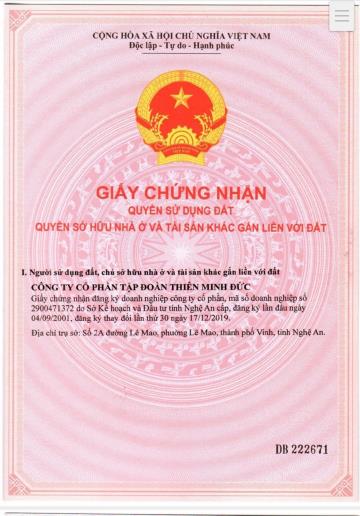 CỘNG HÒA XÃ HỘI CHỦ NGHĨA VIỆT NAM
Độc lập - Tự do - Hạnh phúc
GIẤY CHỨNG NHẬN
QUYỀN SỬ DỤNG ĐẤT
QUYỀN SỞ HỮU NHÀ Ở VÀ TÀI SẢN KHÁC GẮN LIỀN VỚI ĐẤT
I. Người sử dụng đất, chủ sở hữu nhà ở và tài sản khác gắn liền với đất
CÔNG TY CỔ PHẦN TẬP ĐOÀN THIÊN MINH ĐỨC
Giấy chứng nhận đăng ký doanh nghiệp công ty cổ phần, mã số doanh nghiệp số
2900471372 do Sở Kế hoạch và Đầu tư tỉnh Nghệ An cấp, đăng ký lần đầu ngày
04/09/2001, đăng ký thay đổi lần thứ 30 ngày 17/12/2019.
Địa chỉ trụ sở: Số 2A đường Lê Mao, phường Lê Mao, thành phố Vinh, tỉnh Nghệ An.
DB 222671